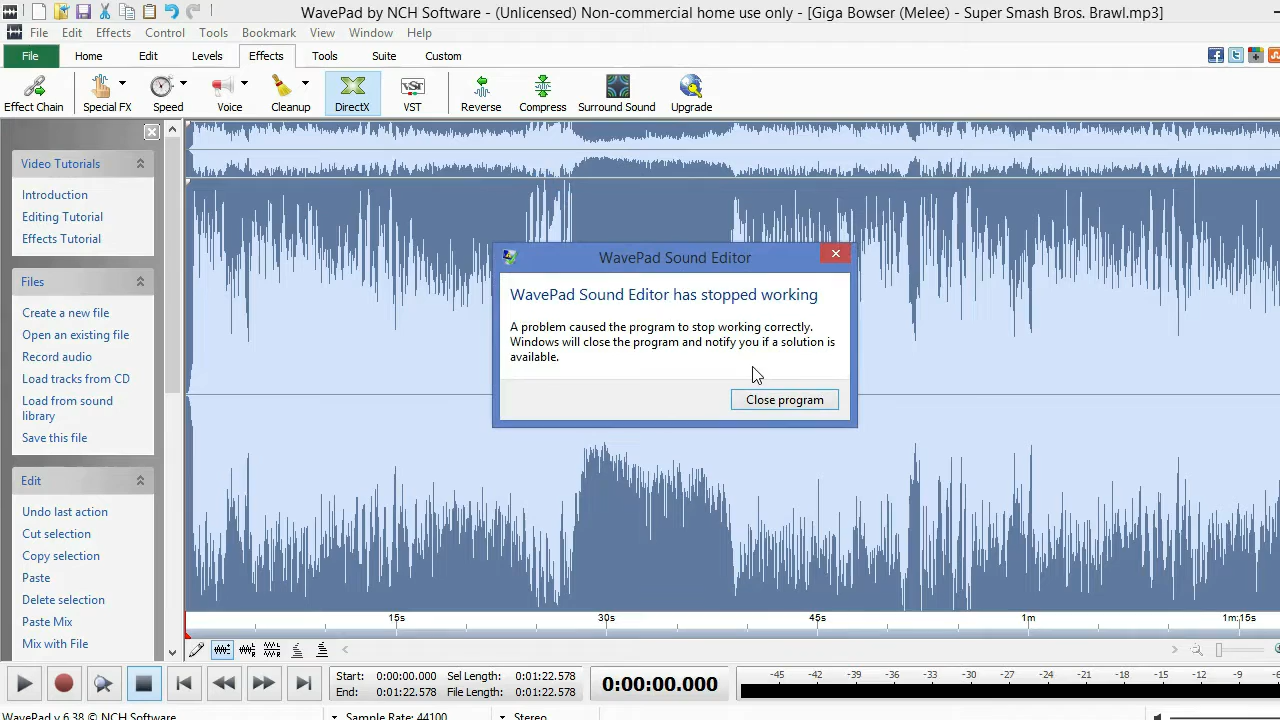 WavePad by NCH Software - (Unlicensed) Non-commercial home use only - [Giga Bowser (Melee) - Super Smash Bros. Brawl.mp3]
File Edit Effects Control Tools Bookmark View Window Help
File Home Edit Levels Effects Tools Suite Custom
Effect Chain Special FX Speed Voice Cleanup DirectX VST Reverse Compress Surround Sound Upgrade
Video Tutorials
Introduction
Editing Tutorial
Effects Tutorial
Files
Create a new file
Open an existing file
Record audio
Load tracks from CD
Load from sound
library
Save this file
Edit
Undo last action
Cut selection
Copy selection
Paste
Delete selection
Paste Mix
Mix with File
WavePad Sound Editor
WavePad Sound Editor has stopped working
A problem caused the program to stop working correctly.
Windows will close the program and notify you if a solution is
available.
Close program
15s 30s 45s 1m 1m:15s
Start: 0:00:00.000 Sel Length: 0:01:22.578
End: 0:01:22.578 File Length: 0:01:22.578
0:00:00.000
-45 -42 -39 -36 -33 -30 -27 -24 -21 -18 -15 -12 -9
WavePad v 6.38 © NCH Software Sample Rate: 44100 Stereo